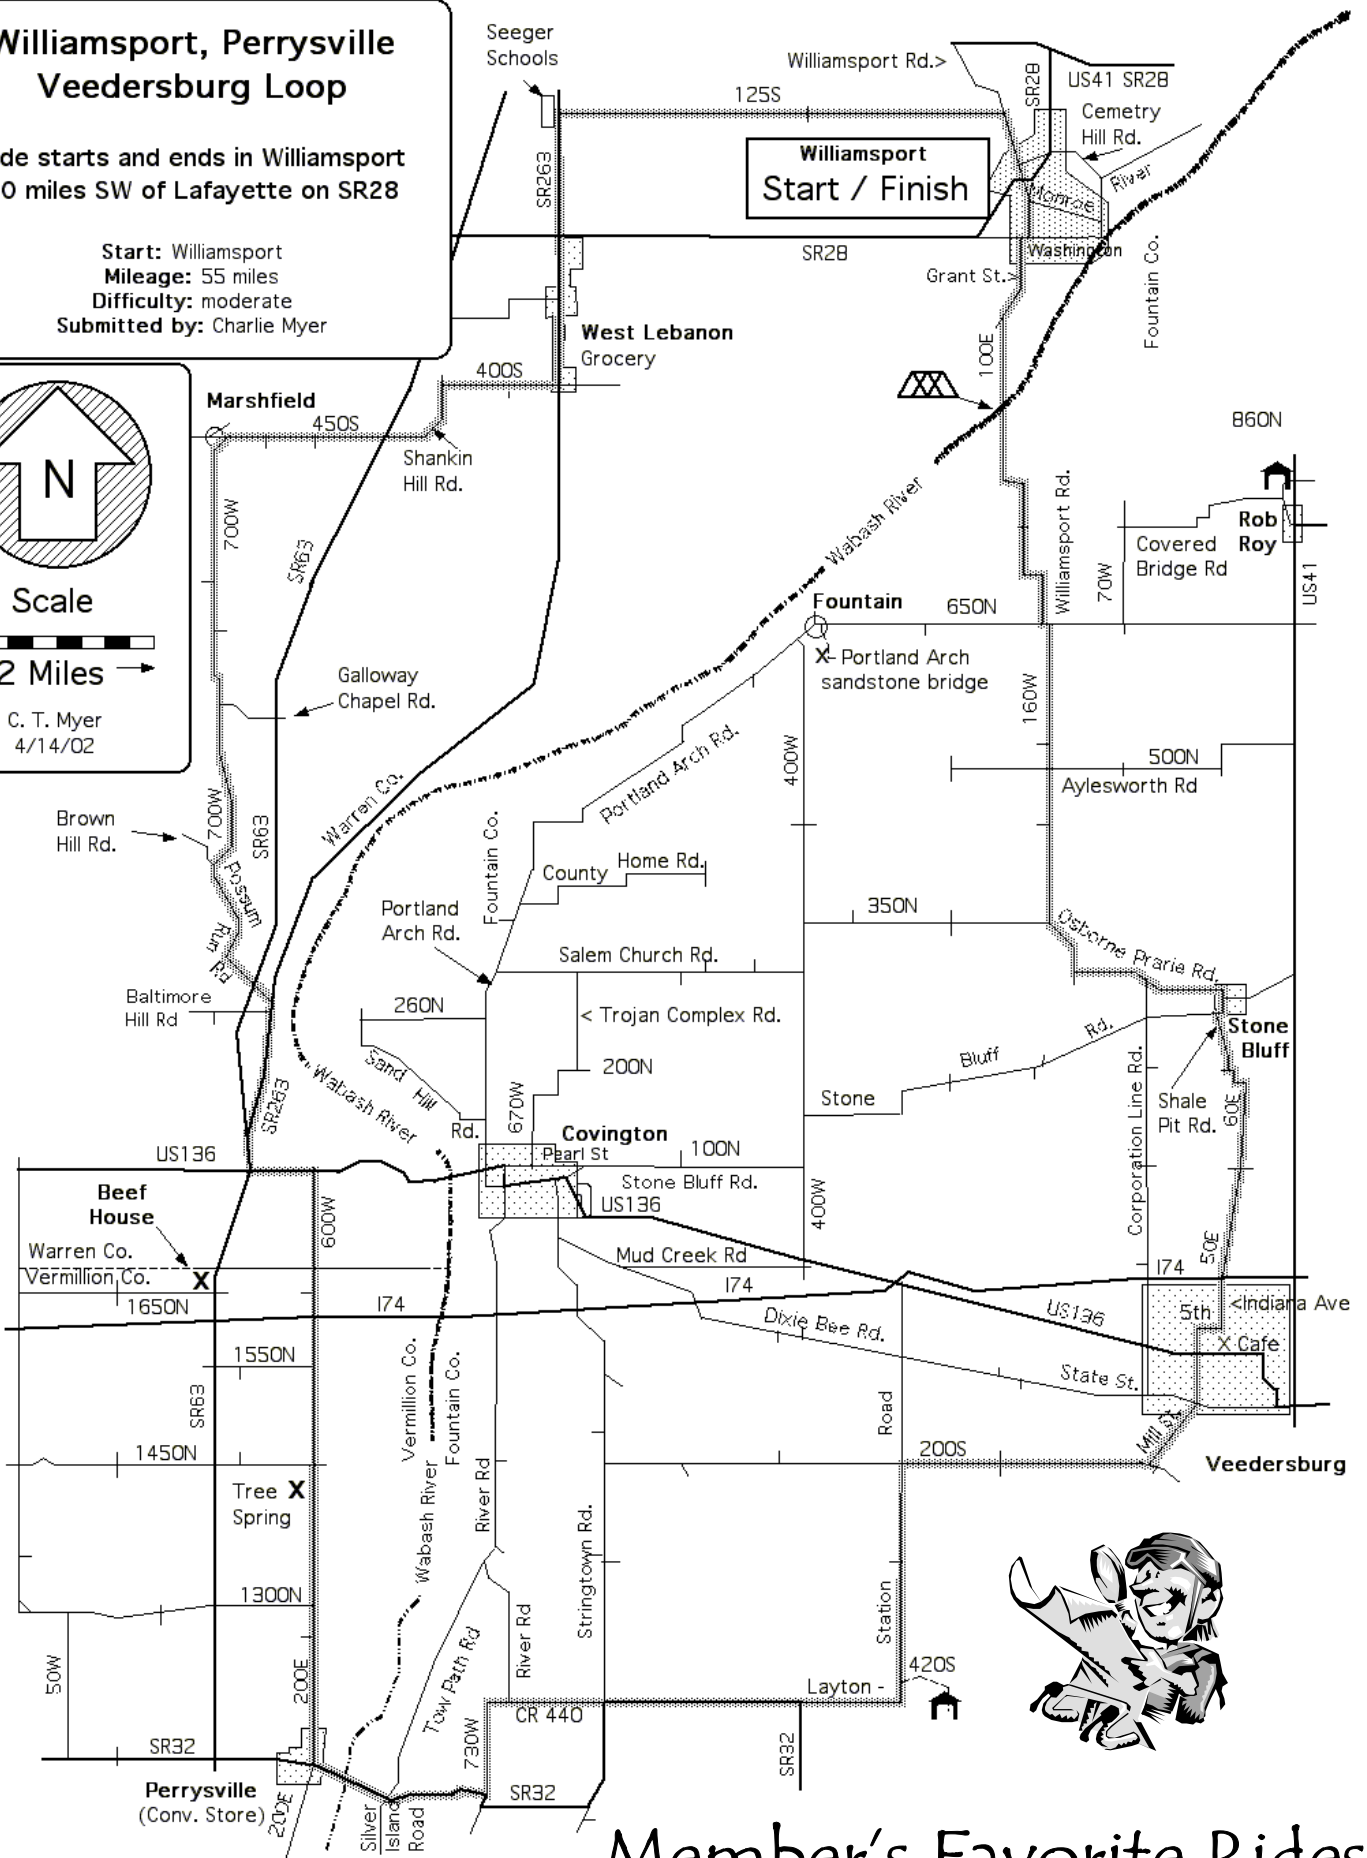 Williamsport, Perrysville
Veedersburg Loop
de starts and ends in Williamsport
0 miles SW of Lafayette on SR28
Start: Williamsport
Mileage: 55 miles
Difficulty: moderate
Submitted by: Charlie Myer
N
Scale
2 Miles
C. T. Myer
4/14/02
Seeger
Schools
Williamsport Rd.>
125S
SR28
US41 SR28
Cemetry
Hill Rd.
River
SR263
Williamsport
Start / Finish
Monroe
Washington
SR28
Grant St.>
Fountain Co.
100E
West Lebanon
Grocery
400S
Marshfield
450S
Shankin
Hill Rd.
860N
Rob
Roy
Covered
Bridge Rd
US41
70W
Williamsport Rd.
Wabash River
700W
SR63
Fountain
650N
X- Portland Arch
sandstone bridge
160W
Galloway
Chapel Rd.
Portland Arch Rd.
400W
500N
Aylesworth Rd
Warren Co.
Brown
Hill Rd.
700W
SR63
Possum
Run
Rd
Fountain Co.
County Home Rd.
Portland
Arch Rd.
350N
Osborne Prarie Rd.
Salem Church Rd.
Baltimore
Hill Rd
260N
< Trojan Complex Rd.
Stone
Bluff
Stone Bluff Rd.
Sand Hill Rd.
200N
670W
Wabash River
SR263
Corporation Line Rd.
Shale
Pit Rd.
60E
Covington
Pearl St
100N
Stone Bluff Rd.
US136
US136
Beef
House
X
600W
400W
Warren Co.
Vermillion Co.
Mud Creek Rd
50E
I74
I74
I74
1650N
Dixie Bee Rd.
US136
5th
<Indiana Ave
X Cafe
State St.
1550N
SR63
Vermillion Co.
Fountain Co.
Road
Mill St.
1450N
200S
Veedersburg
Tree X
Spring
Wabash River
River Rd
Stringtown Rd.
1300N
River Rd
Station
50W
200E
Tow Path Rd
420S
Layton -
CR 440
730W
SR32
SR32
SR32
Perrysville
(Conv. Store)
200E
Silver
Island
Road
Member's Favorite Rides